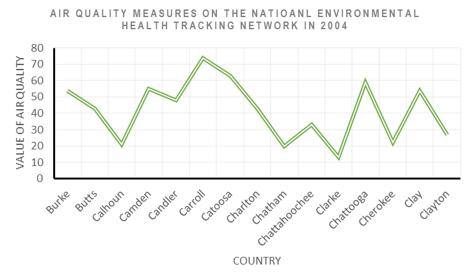 AIR QUALITY MEASURES ON THE NATIOANL ENVIRONMENTAL
HEALTH TRACKING NETWORK IN 2004
80
70
60
50
40
30
20
10
0
VALUE OF AIR QUALITY
Burke
Butts
Calhoun
Camden
Candler
Carroll
Catoosa
Charlton
Chatham
Chattahoochee
Clarke
Chattooga
Cherokee
Clay
Clayton
COUNTRY